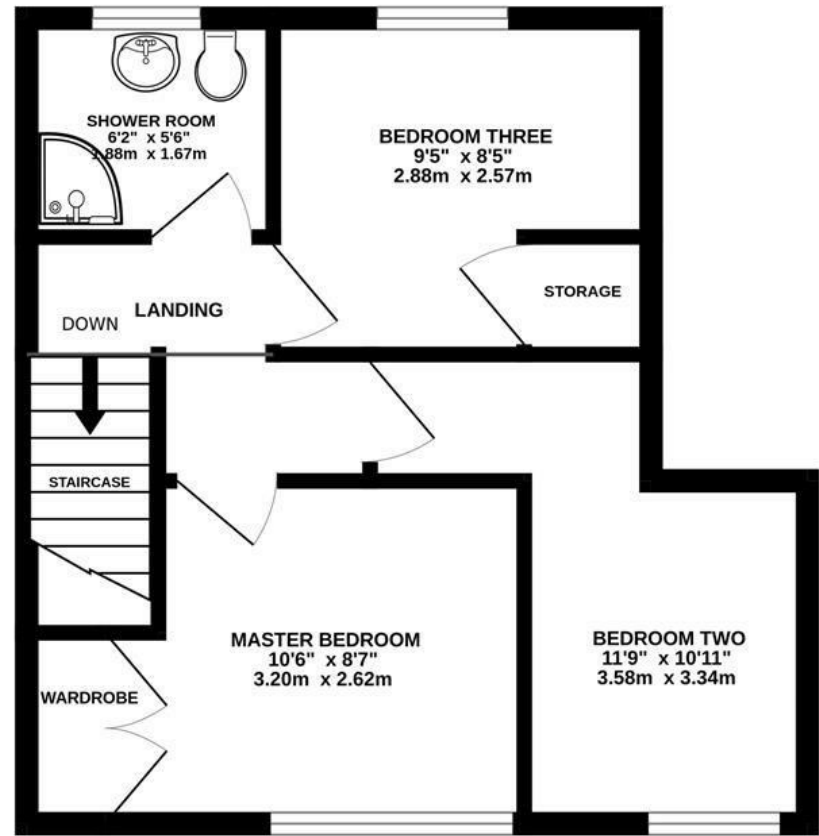 SHOWER ROOM
6'2" x 5'6"
1.88m x 1.67m
BEDROOM THREE
9'5" x 8'5"
2.88m x 2.57m
STORAGE
LANDING
DOWN
STAIRCASE
MASTER BEDROOM
10'6" x 8'7"
3.20m x 2.62m
BEDROOM TWO
11'9" x 10'11"
3.58m x 3.34m
WARDROBE